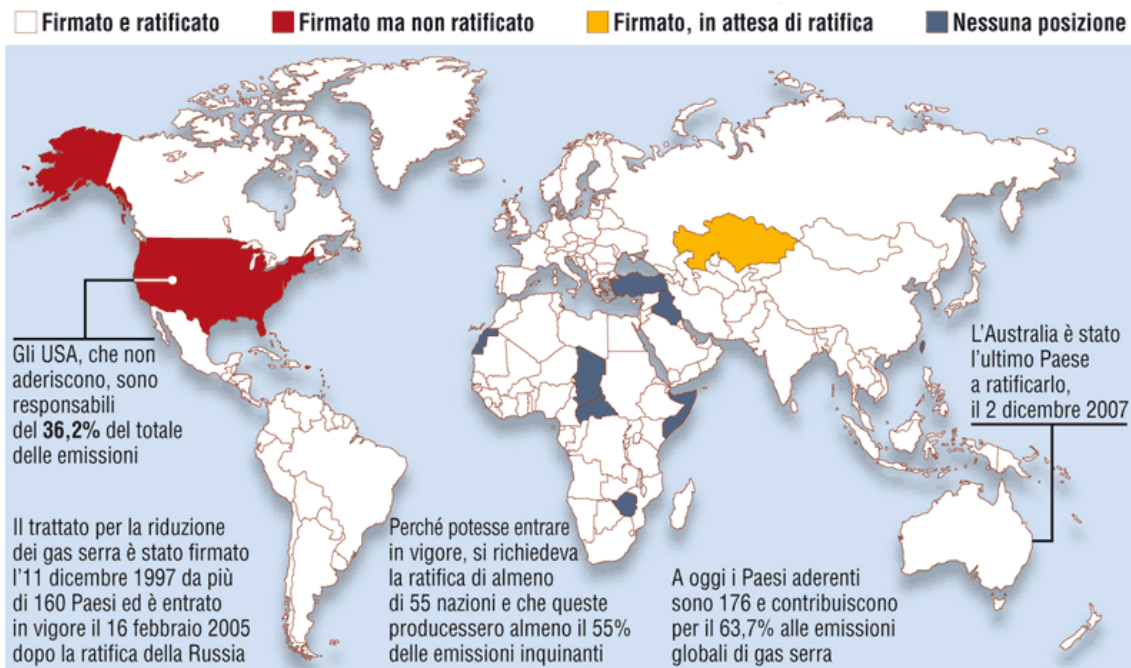 Firmato e ratificato
Firmato ma non ratificato
Firmato, in attesa di ratifica
Nessuna posizione
Gli USA, che non
aderiscono, sono
responsabili
del 36,2% del totale
delle emissioni
L'Australia è stato
l'ultimo Paese
a ratificarlo,
il 2 dicembre 2007
Il trattato per la riduzione
dei gas serra è stato firmato
l'11 dicembre 1997 da più
di 160 Paesi ed è entrato
in vigore il 16 febbraio 2005
dopo la ratifica della Russia
Perché potesse entrare
in vigore, si richiedeva
la ratifica di almeno
di 55 nazioni e che queste
producessero almeno il 55%
delle emissioni inquinanti
A oggi i Paesi aderenti
sono 176 e contribuiscono
per il 63,7% alle emissioni
globali di gas serra